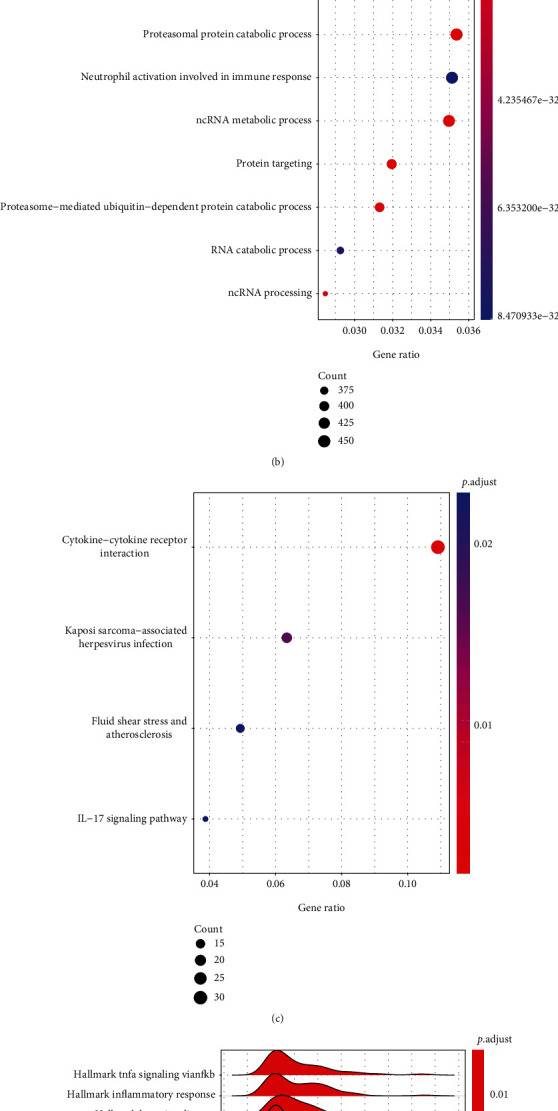 Proteasomal protein catabolic process
Neutrophil activation involved in immune response
4.235467e−32
ncRNA metabolic process
Protein targeting
Proteasome−mediated ubiquitin−dependent protein catabolic process
6.353200e−32
RNA catabolic process
ncRNA processing
8.470933e−32
0.030 0.032 0.034 0.036
Gene ratio
Count
375
400
425
450
(b)
p.adjust
Cytokine−cytokine receptor
interaction
0.02
Kaposi sarcoma−associated
herpesvirus infection
Fluid shear stress and
atherosclerosis
0.01
IL−17 signaling pathway
0.04 0.06 0.08 0.10
Gene ratio
Count
15
20
25
30
(c)
p.adjust
Hallmark tnfa signaling vianfkb
Hallmark inflammatory response
0.01